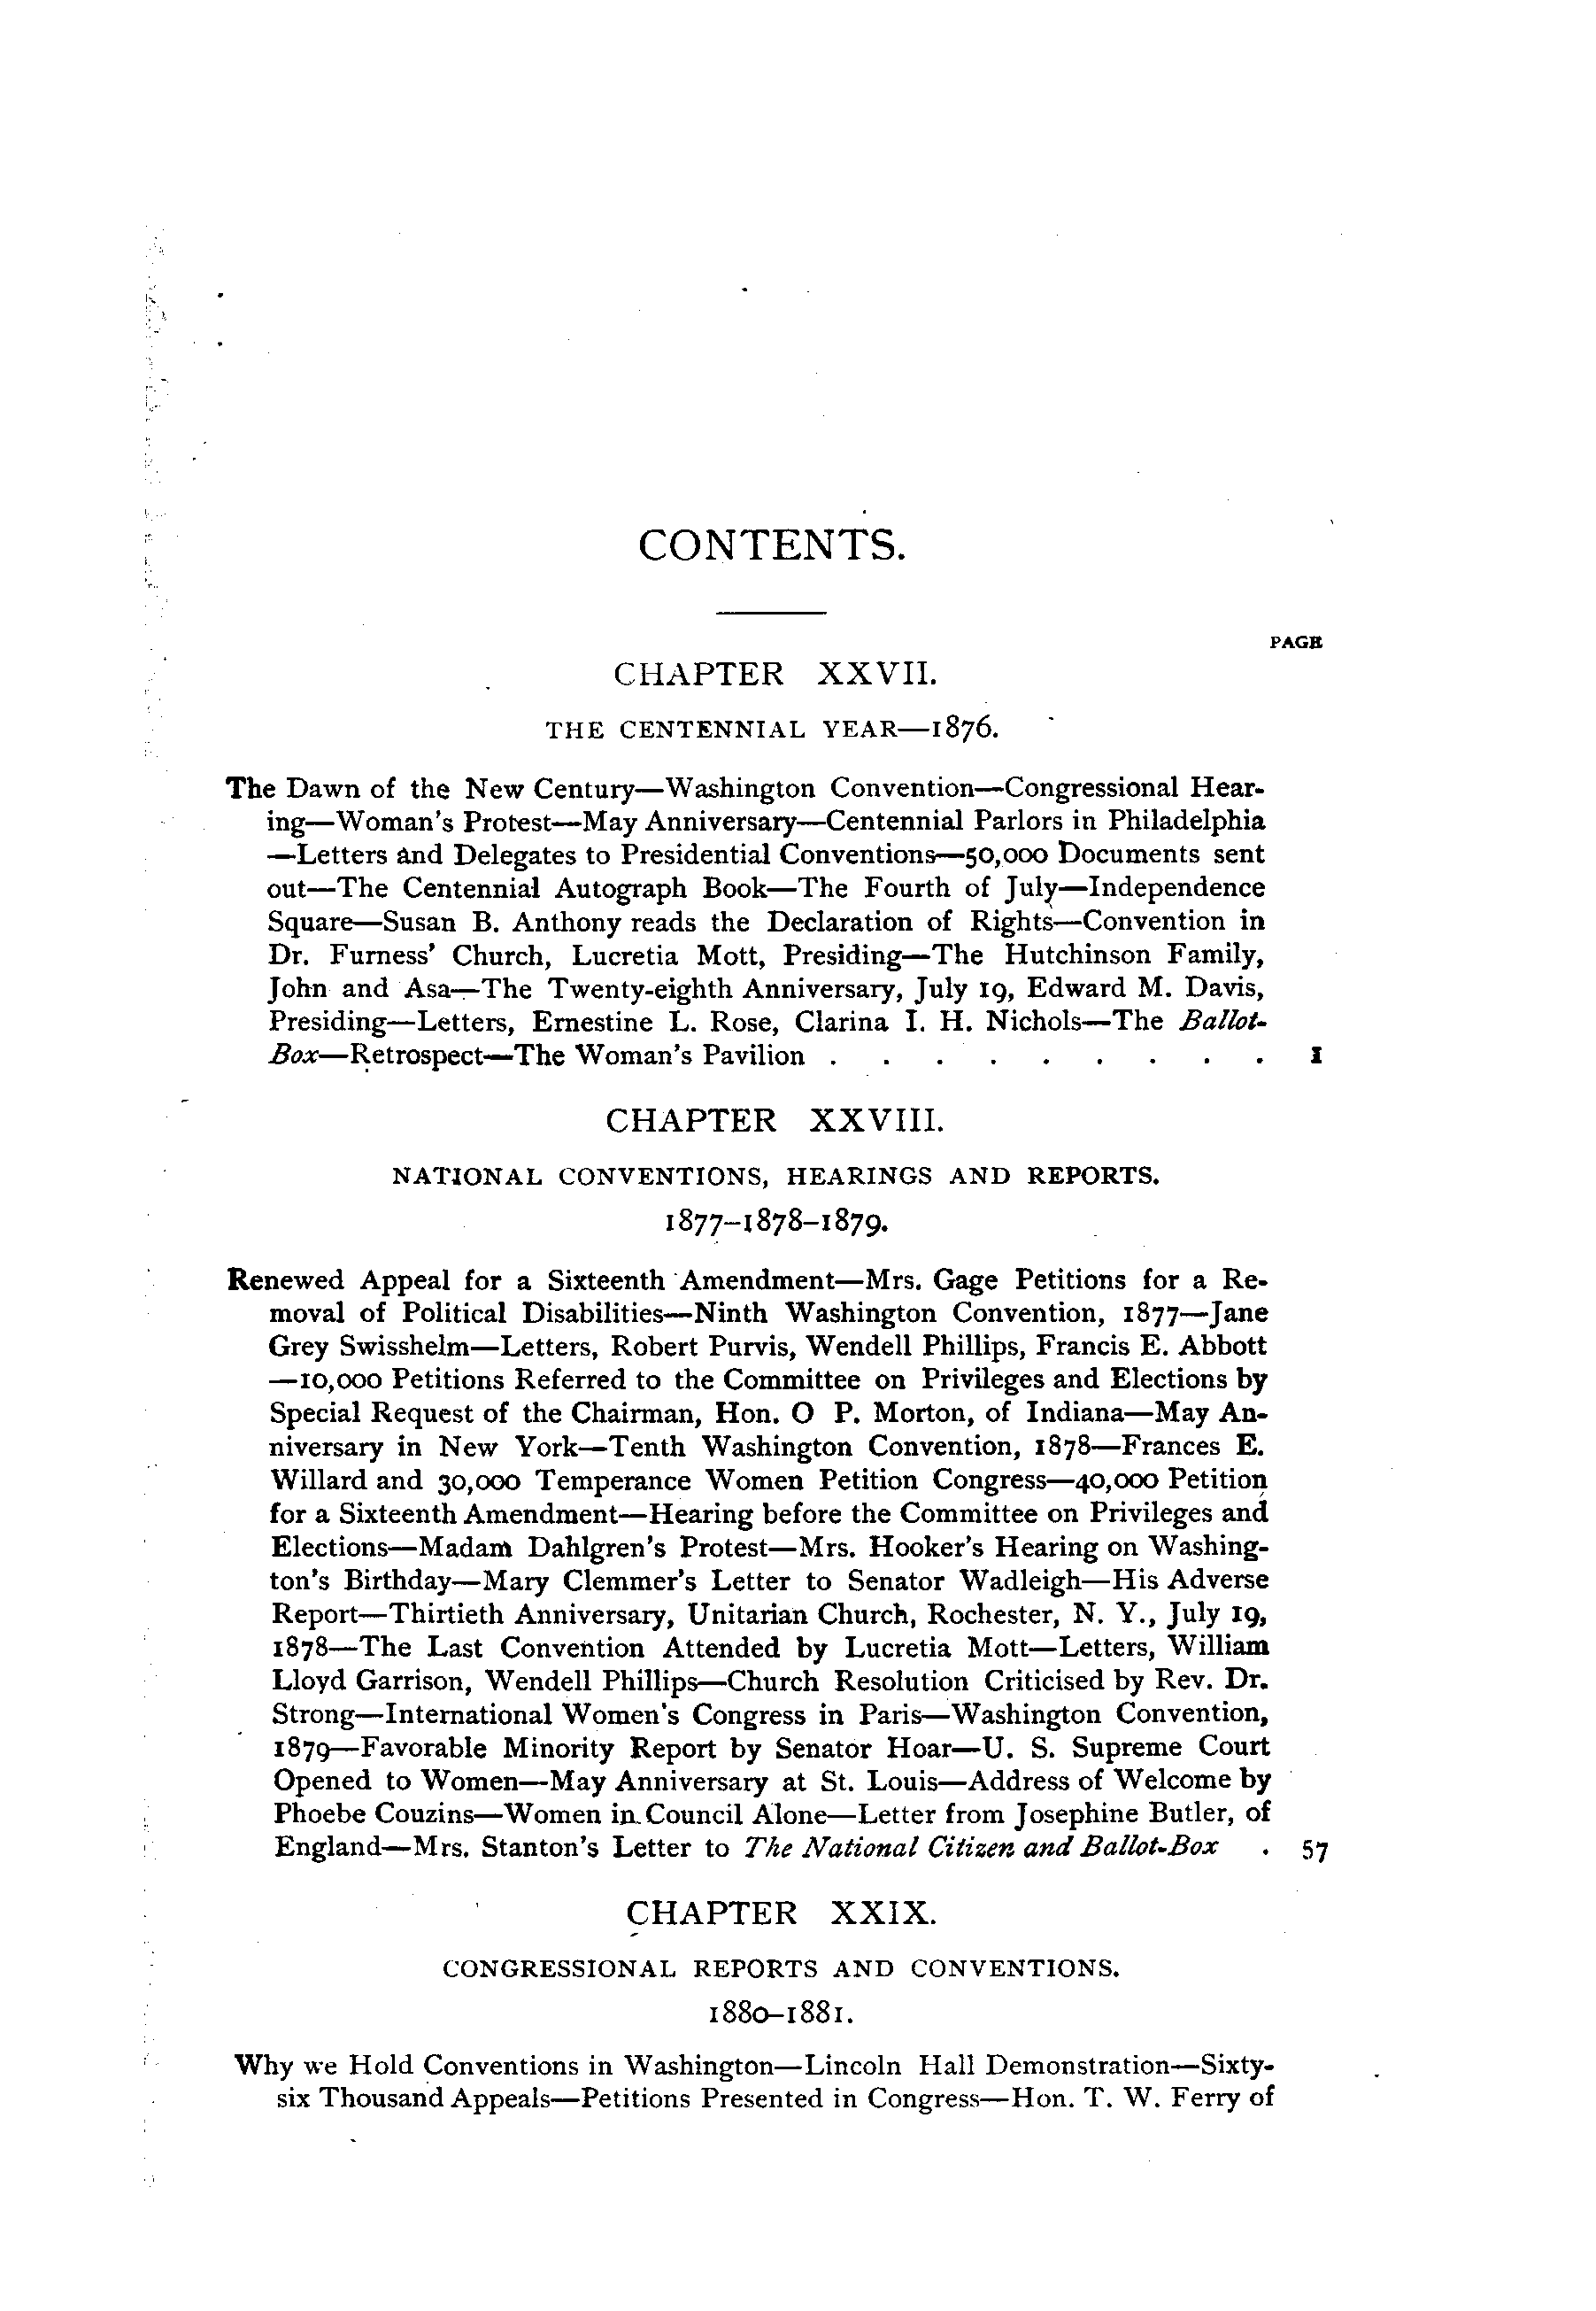 CONTENTS.
PAGE
CHAPTER XXVII.
THE CENTENNIAL YEAR—1876.
The Dawn of the New Century—Washington Convention—Congressional Hear-
ing—Woman's Protest—May Anniversary—Centennial Parlors in Philadelphia
—Letters and Delegates to Presidential Conventions—50,000 Documents sent
out—The Centennial Autograph Book—The Fourth of July—Independence
Square—Susan B. Anthony reads the Declaration of Rights—Convention in
Dr. Furness' Church, Lucretia Mott, Presiding—The Hutchinson Family,
John and Asa—The Twenty-eighth Anniversary, July 19, Edward M. Davis,
Presiding—Letters, Ernestine L. Rose, Clarina I. H. Nichols—The Ballot-
Box—Retrospect—The Woman's Pavilion . . . . . . . . . 1
CHAPTER XXVIII.
NATIONAL CONVENTIONS, HEARINGS AND REPORTS.
1877–1878–1879.
Renewed Appeal for a Sixteenth Amendment—Mrs. Gage Petitions for a Re-
moval of Political Disabilities—Ninth Washington Convention, 1877—Jane
Grey Swisshelm—Letters, Robert Purvis, Wendell Phillips, Francis E. Abbott
—10,000 Petitions Referred to the Committee on Privileges and Elections by
Special Request of the Chairman, Hon. O P. Morton, of Indiana—May An-
niversary in New York—Tenth Washington Convention, 1878—Frances E.
Willard and 30,000 Temperance Women Petition Congress—40,000 Petition
for a Sixteenth Amendment—Hearing before the Committee on Privileges and
Elections—Madam Dahlgren's Protest—Mrs. Hooker's Hearing on Washing-
ton's Birthday—Mary Clemmer's Letter to Senator Wadleigh—His Adverse
Report—Thirtieth Anniversary, Unitarian Church, Rochester, N. Y., July 19,
1878—The Last Convention Attended by Lucretia Mott—Letters, William
Lloyd Garrison, Wendell Phillips—Church Resolution Criticised by Rev. Dr.
Strong—International Women's Congress in Paris—Washington Convention,
1879—Favorable Minority Report by Senator Hoar—U. S. Supreme Court
Opened to Women—May Anniversary at St. Louis—Address of Welcome by
Phoebe Couzins—Women in Council Alone—Letter from Josephine Butler, of
England—Mrs. Stanton's Letter to The National Citizen and Ballot-Box . 57
CHAPTER XXIX.
CONGRESSIONAL REPORTS AND CONVENTIONS.
1880–1881.
Why we Hold Conventions in Washington—Lincoln Hall Demonstration—Sixty-
six Thousand Appeals—Petitions Presented in Congress—Hon. T. W. Ferry of